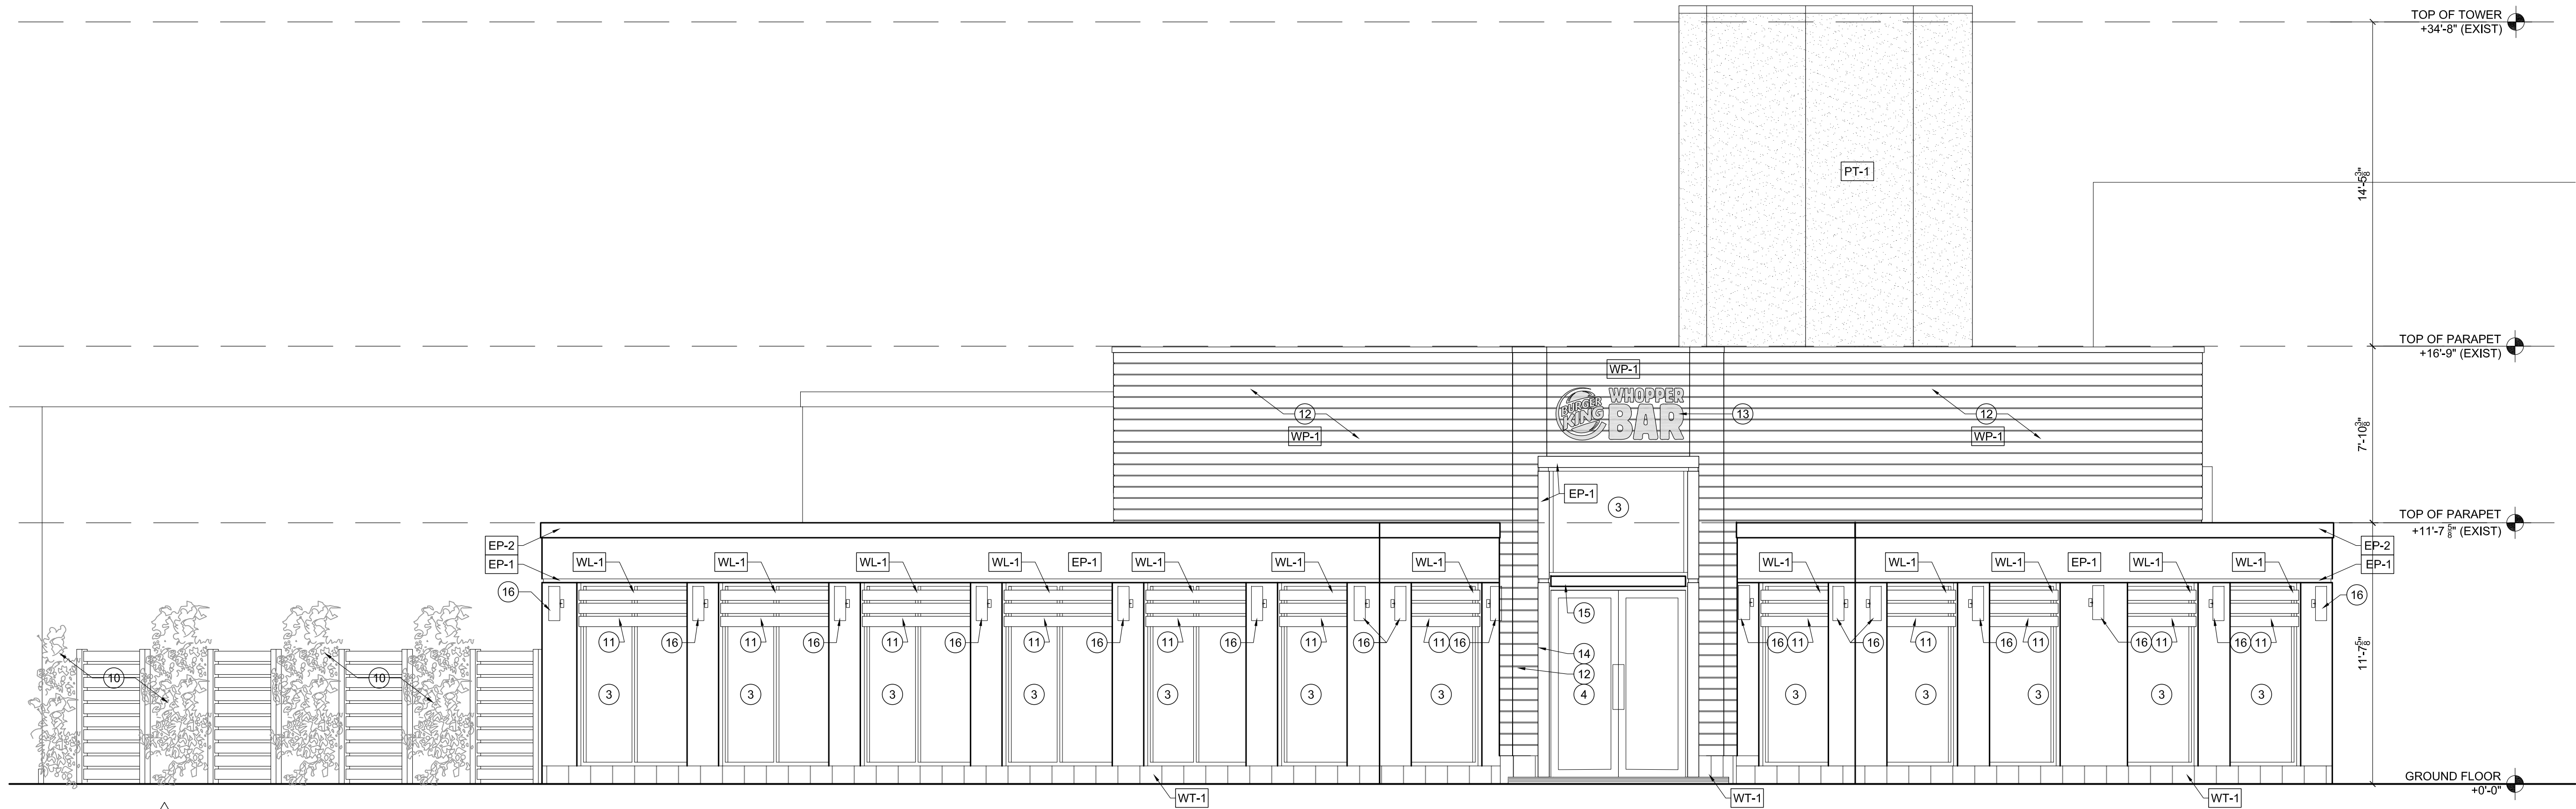 TOP OF TOWER
+34'-8" (EXIST)
PT-1
14'-5 3/8"
TOP OF PARAPET
+16'-9" (EXIST)
WP-1
BURGER KING
WHOPPER
BAR
12
13
12
WP-1
WP-1
7'-10 3/8"
EP-1
3
TOP OF PARAPET
+11'-7 5/8" (EXIST)
EP-2
EP-1
WL-1
WL-1
WL-1
WL-1
EP-1
WL-1
WL-1
WL-1
WL-1
WL-1
WL-1
EP-1
WL-1
WL-1
EP-2
EP-1
16
16
15
11
16
11
16
11
16
11
16
11
16
11
16
11
16
14
16
11
16
11
16
11
16
11
16
11
11'-7 5/8"
10
10
12
3
3
3
3
3
3
3
4
3
3
3
3
3
GROUND FLOOR
+0'-0"
WT-1
WT-1
WT-1